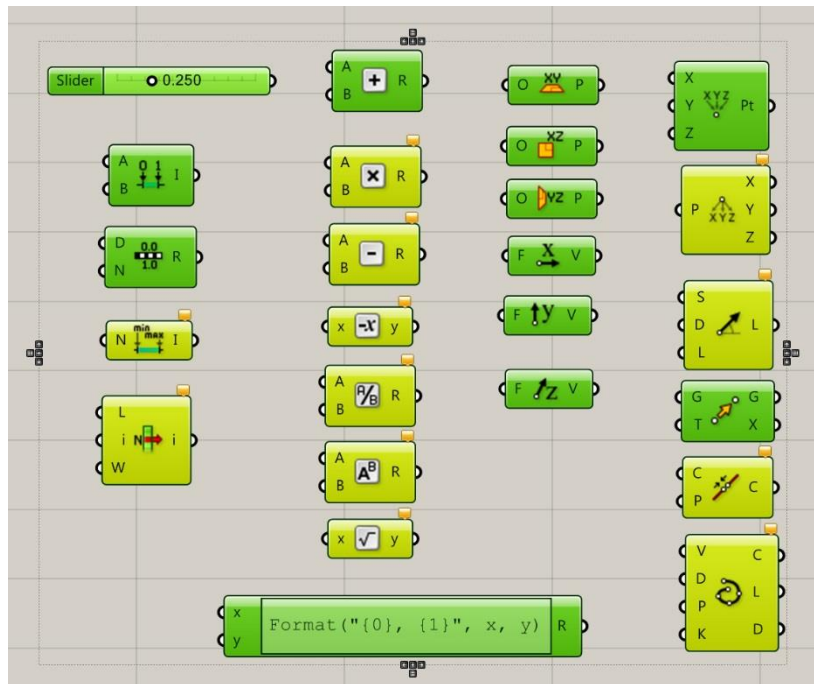 Slider 0.250
A B 0 1 I
D N 0.0 1.0 R
N min max I
L i W N i
A B + R
A B × R
A B − R
x -x y
A B A/B R
A B A^B R
x √ y
O XY P
O XZ P
O YZ P
F X V
F y V
F z V
X Y Z XYZ Pt
P XYZ X Y Z
S D L L
G T G X
C P C
V D P K C L D
x y Format("{0}, {1}", x, y) R